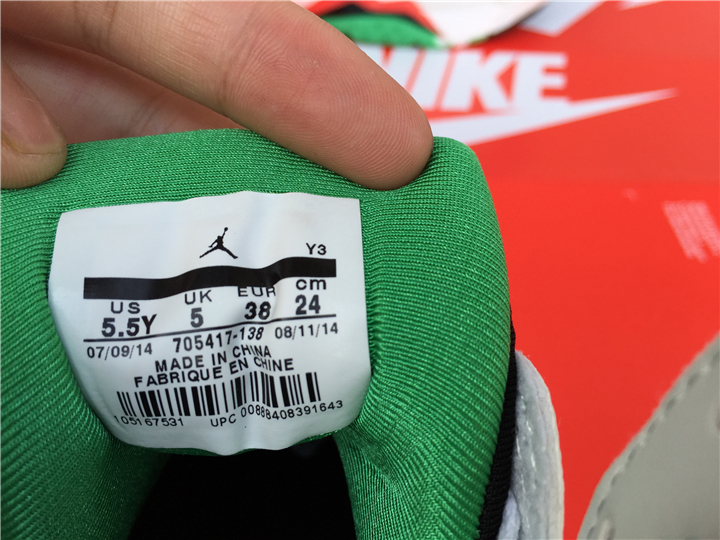 NIKE
Y3
US UK EUR cm
5.5Y 5 38 24
07/09/14 705417-138 08/11/14
MADE IN CHINA
FABRIQUE EN CHINE
105167531 UPC 00888408391643